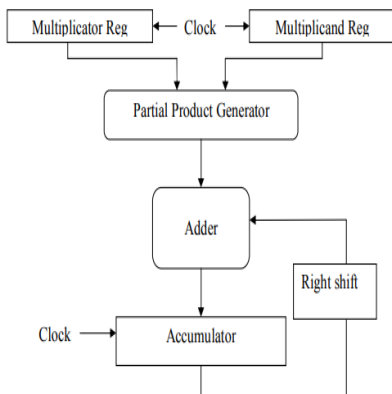 Multiplicator Reg
Clock
Multiplicand Reg
Partial Product Generator
Adder
Right shift
Clock
Accumulator